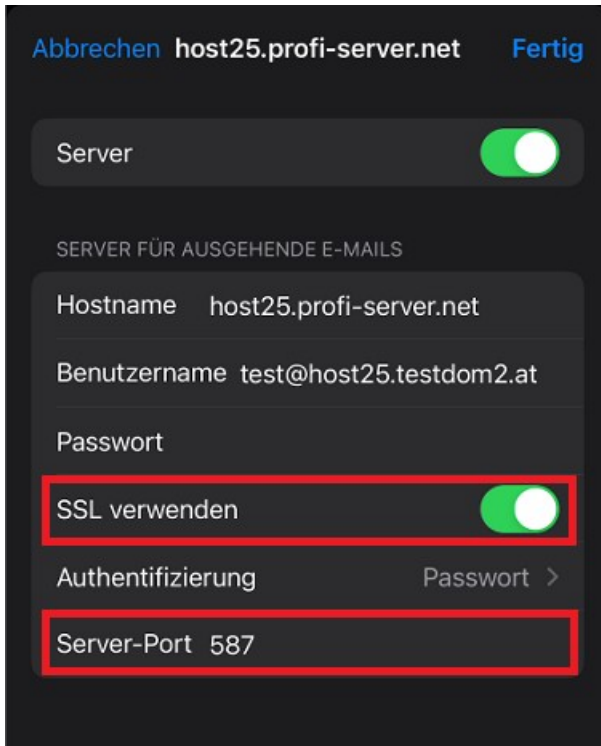 Abbrechen host25.profi-server.net Fertig
Server
SERVER FÜR AUSGEHENDE E-MAILS
Hostname host25.profi-server.net
Benutzername test@host25.testdom2.at
Passwort
SSL verwenden
Authentifizierung Passwort >
Server-Port 587